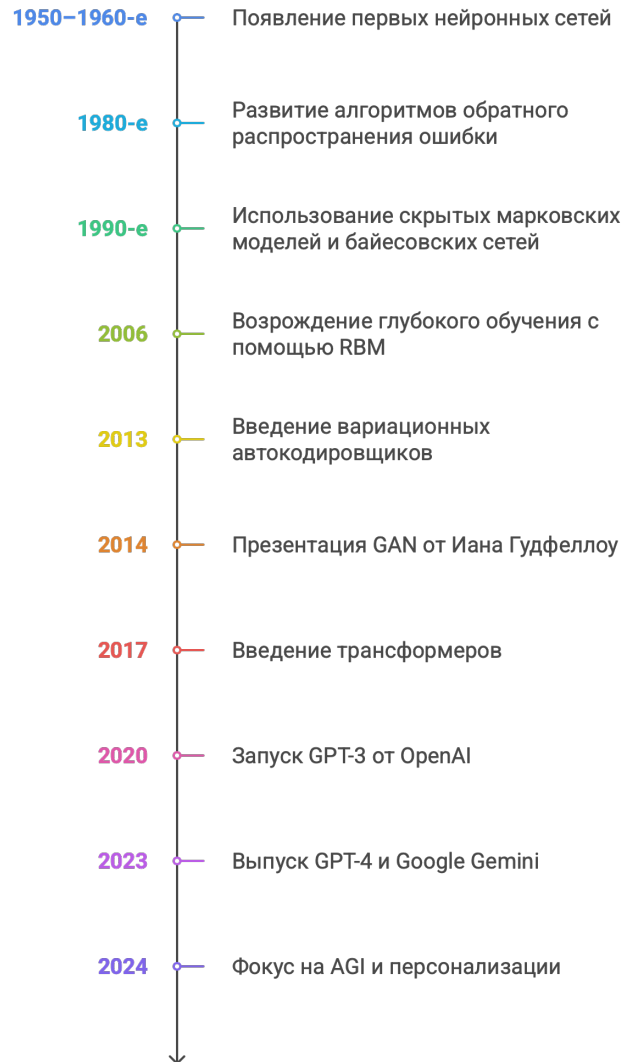 1950–1960-е
Появление первых нейронных сетей
1980-е
Развитие алгоритмов обратного
распространения ошибки
1990-е
Использование скрытых марковских
моделей и байесовских сетей
2006
Возрождение глубокого обучения с
помощью RBM
2013
Введение вариационных
автокодировщиков
2014
Презентация GAN от Иана Гудфеллоу
2017
Введение трансформеров
2020
Запуск GPT-3 от OpenAI
2023
Выпуск GPT-4 и Google Gemini
2024
Фокус на AGI и персонализации